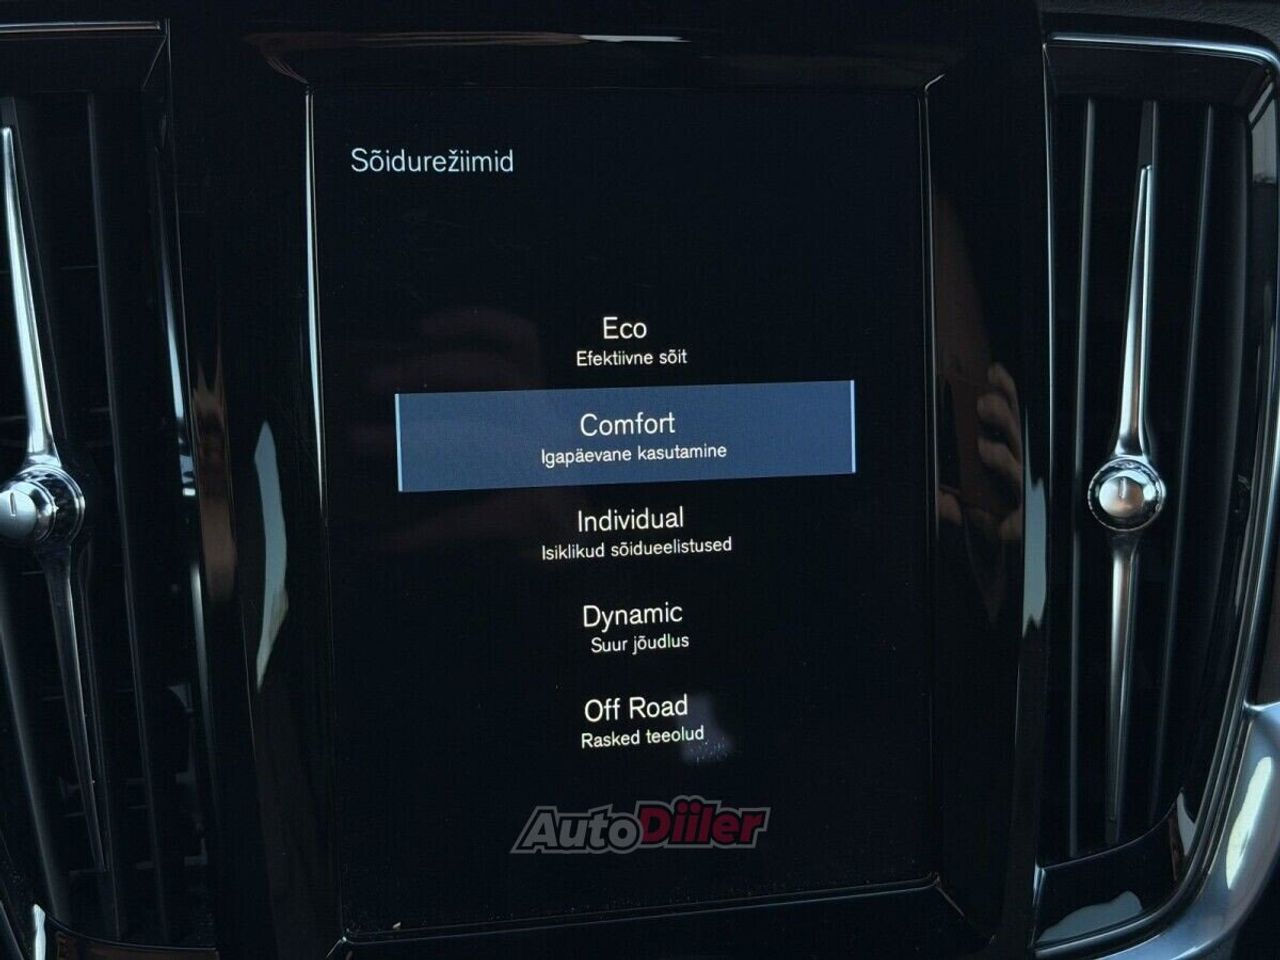 Sõidurežiimid
Eco
Efektiivne sõit
Comfort
Igapäevane kasutamine
Individual
Isiklikud sõidueelistused
Dynamic
Suur jõudlus
Off Road
Rasked teeolud
AutoDiiler